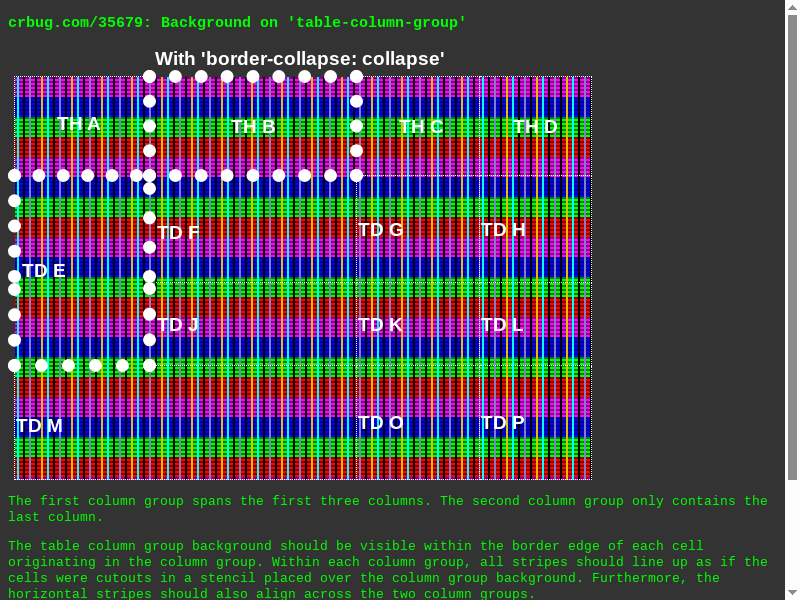 crbug.com/35679: Background on 'table-column-group'
With 'border-collapse: collapse'
TH A TH B TH C TH D
TD F TD G TD H
TD E
TD J TD K TD L
TD M TD O TD P
The first column group spans the first three columns. The second column group only contains the
last column.
The table column group background should be visible within the border edge of each cell
originating in the column group. Within each column group, all stripes should line up as if the
cells were cutouts in a stencil placed over the column group background. Furthermore, the
horizontal stripes should also align across the two column groups.